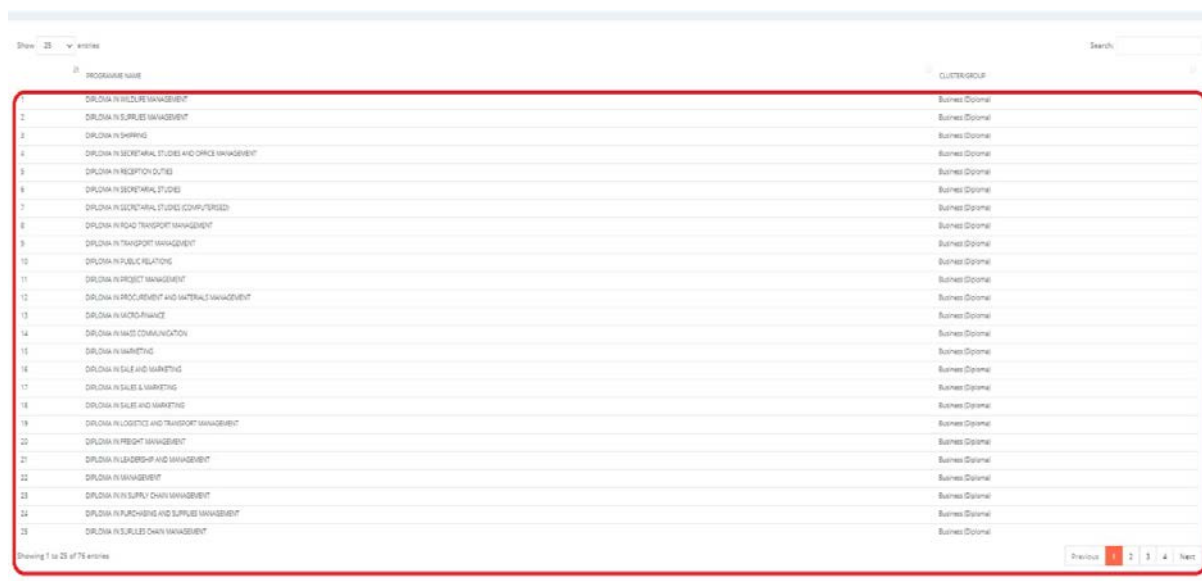 Show 25 entries Search:
PROGRAMME NAME CLUSTER/GROUP
1 DIPLOMA IN WILDLIFE MANAGEMENT Business (Diploma)
2 DIPLOMA IN SUPPLIES MANAGEMENT Business (Diploma)
3 DIPLOMA IN SHIPPING Business (Diploma)
4 DIPLOMA IN SECRETARIAL STUDIES AND OFFICE MANAGEMENT Business (Diploma)
5 DIPLOMA IN RECEPTION DUTIES Business (Diploma)
6 DIPLOMA IN SECRETARIAL STUDIES Business (Diploma)
7 DIPLOMA IN SECRETARIAL STUDIES (COMPUTERISED) Business (Diploma)
8 DIPLOMA IN ROAD TRANSPORT MANAGEMENT Business (Diploma)
9 DIPLOMA IN TRANSPORT MANAGEMENT Business (Diploma)
10 DIPLOMA IN PUBLIC RELATIONS Business (Diploma)
11 DIPLOMA IN PROJECT MANAGEMENT Business (Diploma)
12 DIPLOMA IN PROCUREMENT AND MATERIALS MANAGEMENT Business (Diploma)
13 DIPLOMA IN MICRO-FINANCE Business (Diploma)
14 DIPLOMA IN MASS COMMUNICATION Business (Diploma)
15 DIPLOMA IN MARKETING Business (Diploma)
16 DIPLOMA IN SALE AND MARKETING Business (Diploma)
17 DIPLOMA IN SALES & MARKETING Business (Diploma)
18 DIPLOMA IN SALES AND MARKETING Business (Diploma)
19 DIPLOMA IN LOGISTICS AND TRANSPORT MANAGEMENT Business (Diploma)
20 DIPLOMA IN FREIGHT MANAGEMENT Business (Diploma)
21 DIPLOMA IN LEADERSHIP AND MANAGEMENT Business (Diploma)
22 DIPLOMA IN MANAGEMENT Business (Diploma)
23 DIPLOMA IN IN SUPPLY CHAIN MANAGEMENT Business (Diploma)
24 DIPLOMA IN PURCHASING AND SUPPLIES MANAGEMENT Business (Diploma)
25 DIPLOMA IN CHAIN MANAGEMENT Business (Diploma)
Showing 1 to 25 of 76 entries Previous 1 2 3 4 Next